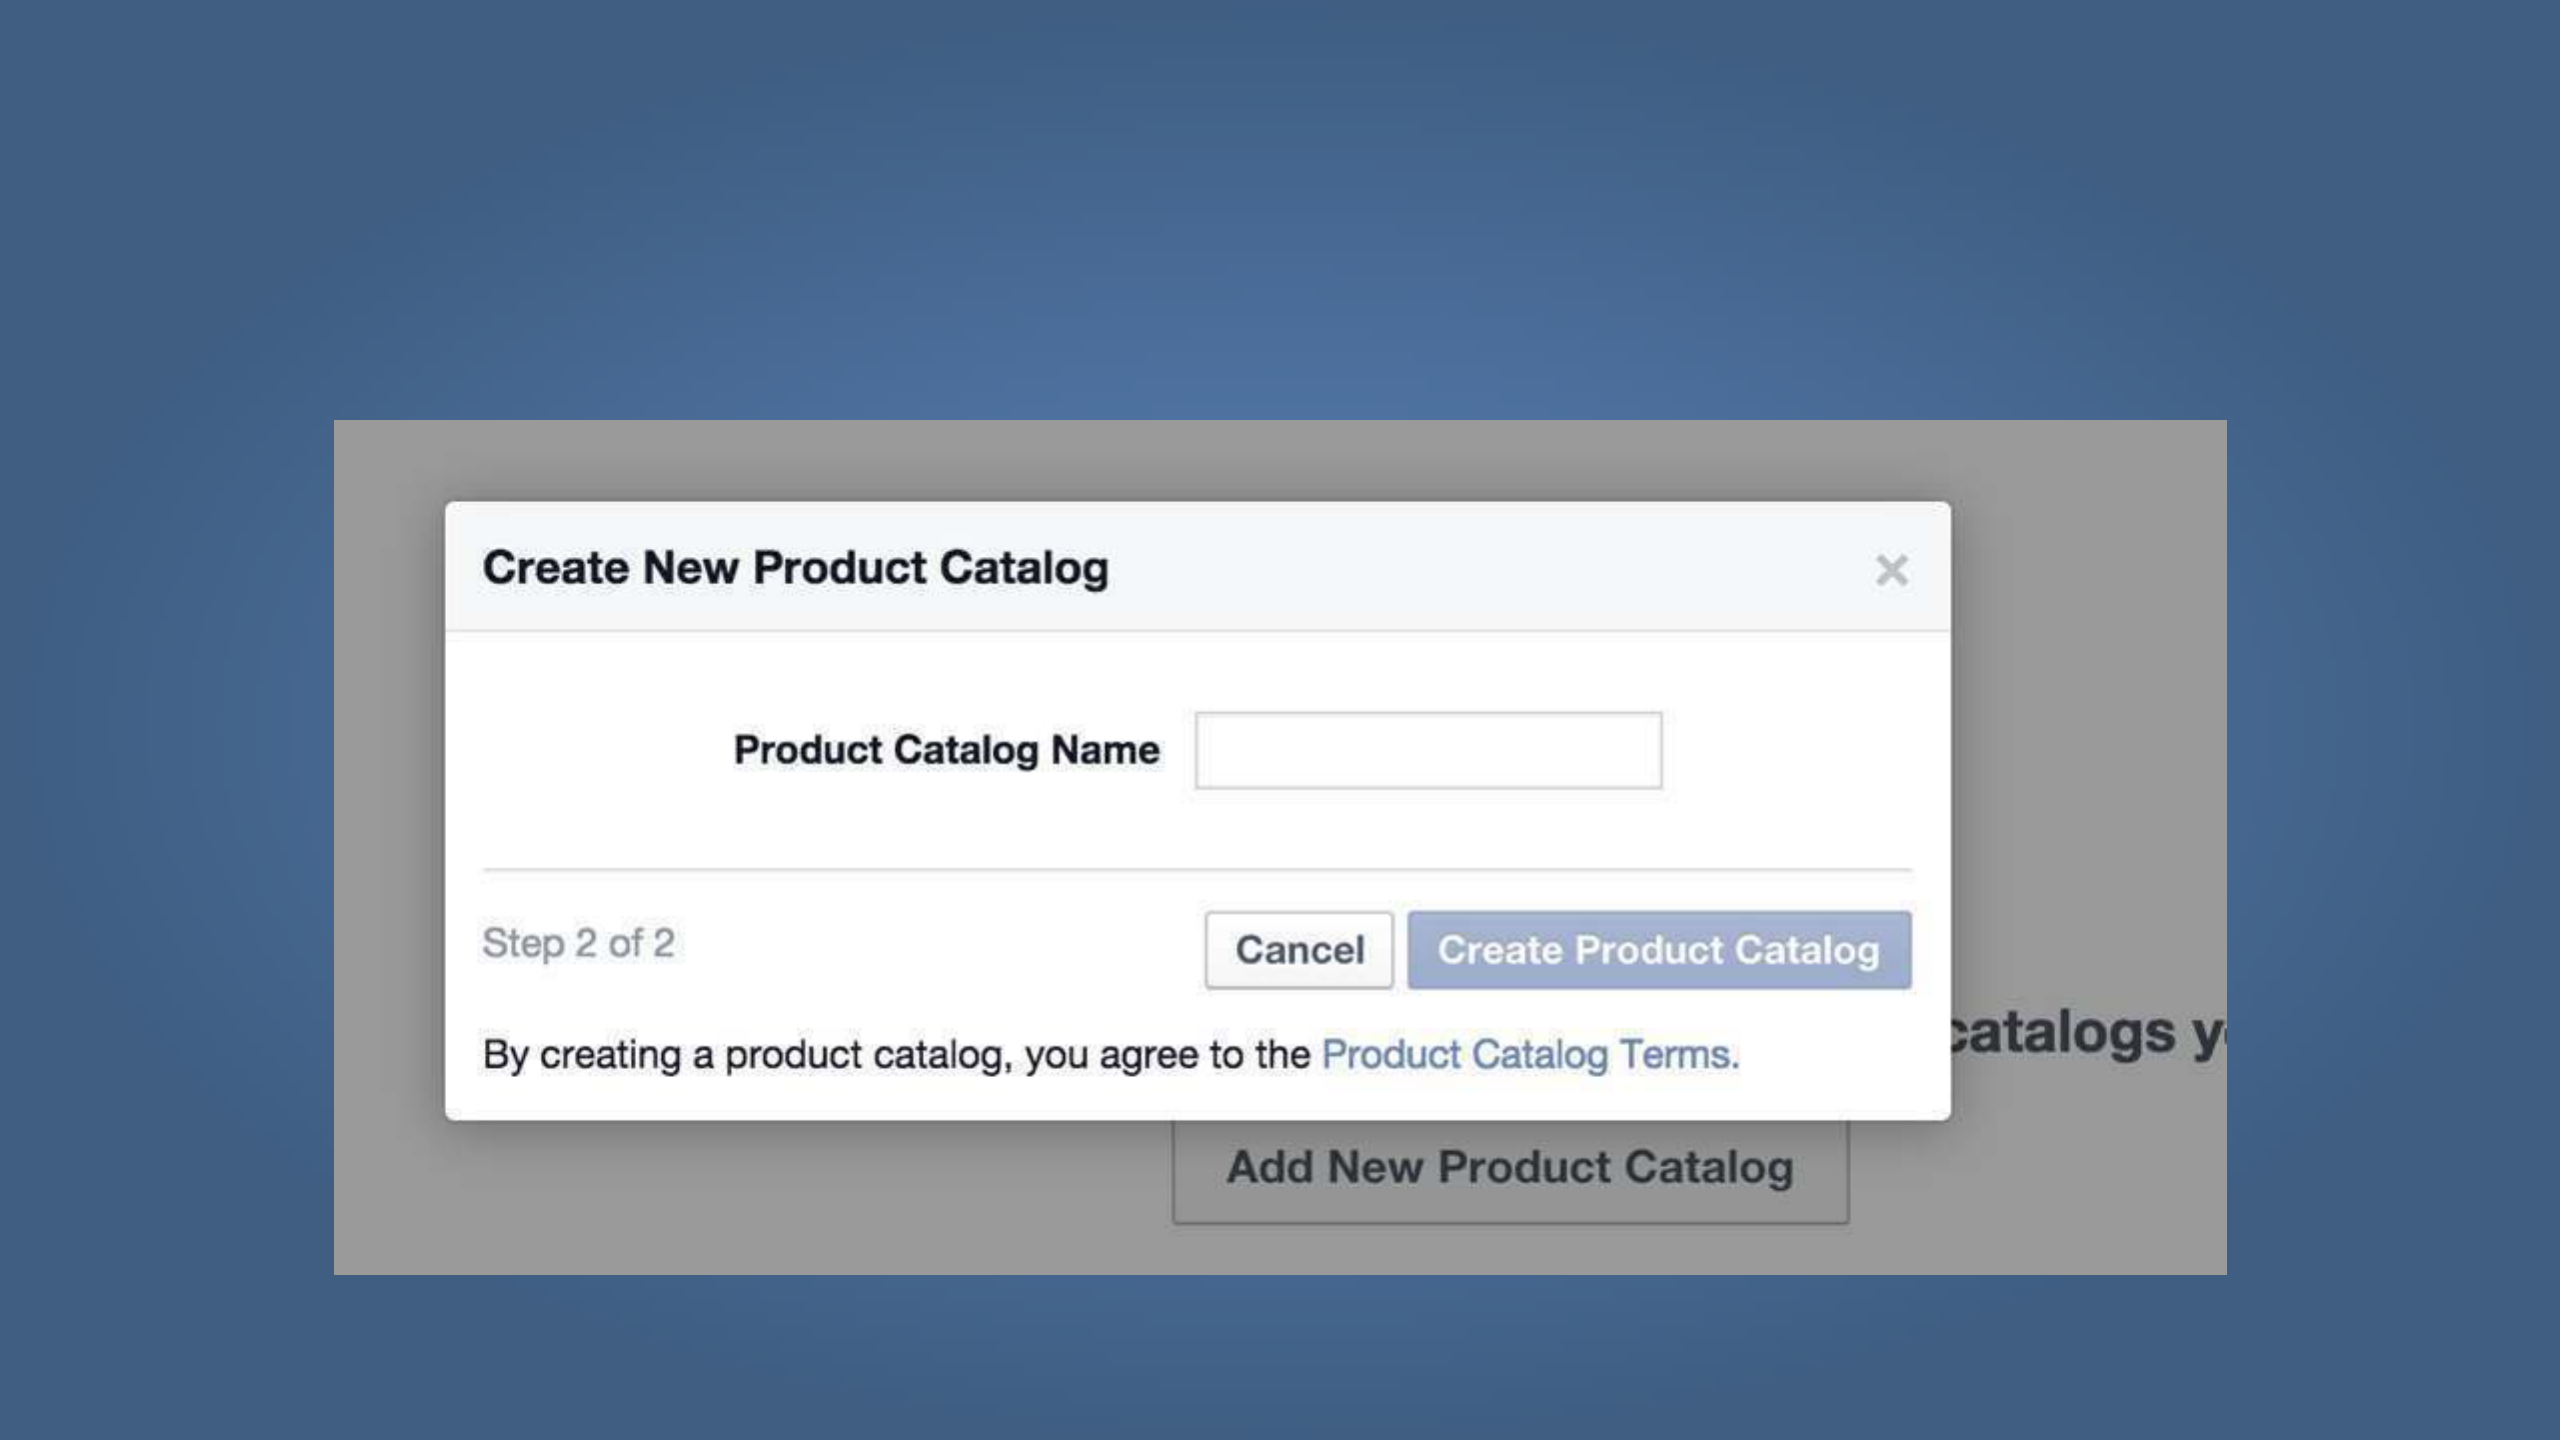 Create New Product Catalog
Product Catalog Name
Step 2 of 2
Cancel
Create Product Catalog
By creating a product catalog, you agree to the Product Catalog Terms.
catalogs
Add New Product Catalog